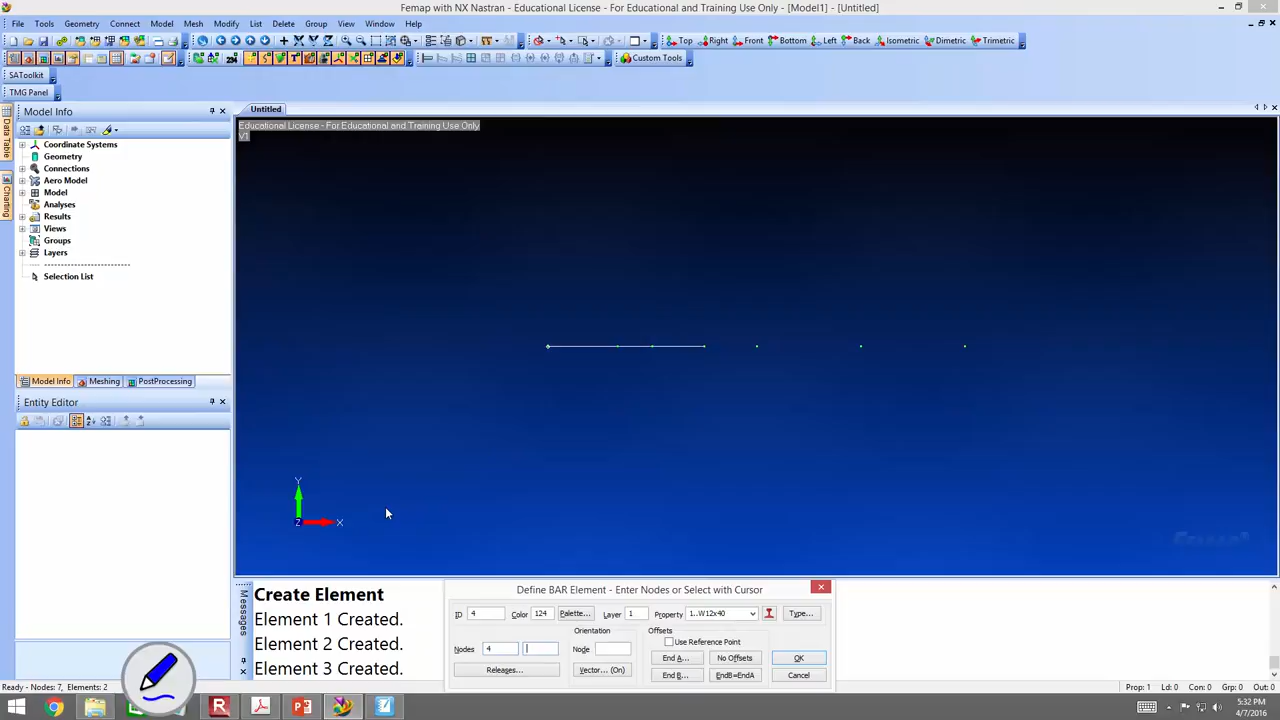 Femap with NX Nastran - Educational License - For Educational and Training Use Only - [Model1] - [Untitled]
File Tools Geometry Connect Model Mesh Modify List Delete Group View Window Help
Top Right Front Bottom Left Back Isometric Dimetric Trimetric
Custom Tools
SAToolkit
TMG Panel
Model Info
Untitled
Data Table
Charting
Educational License - For Educational and Training Use Only
V1
Coordinate Systems
Geometry
Connections
Aero Model
Model
Analyses
Results
Views
Groups
Layers
Selection List
Model Info Meshing PostProcessing
Entity Editor
Y
Z X
Messages
Create Element
Element 1 Created.
Element 2 Created.
Element 3 Created.
Define BAR Element - Enter Nodes or Select with Cursor
ID 4 Color 124 Palette... Layer 1 Property 1..W12x40 Type...
Orientation Offsets
Use Reference Point
Nodes 4 Node
End A... No Offsets OK
Releases... Vector... (On) End B... EndB=EndA Cancel
Ready - Nodes: 7, Elements: 2
Prop: 1 Ld: 0 Con: 0 Grp: 0 Out: 0
5:32 PM
4/7/2016